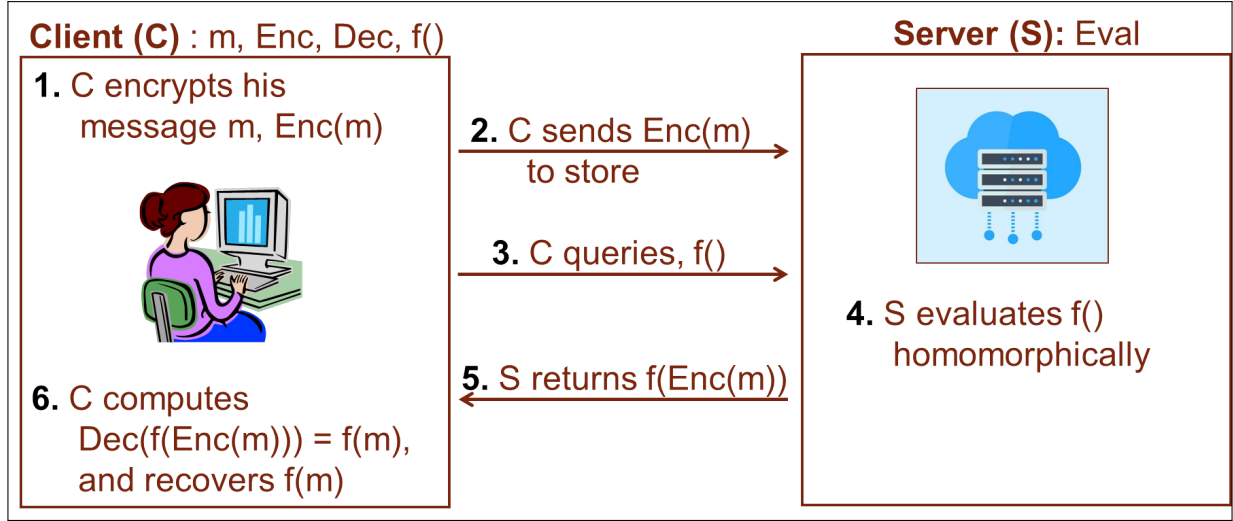 Client (C) : m, Enc, Dec, f()
1. C encrypts his
message m, Enc(m)
2. C sends Enc(m)
to store
3. C queries, f()
Server (S): Eval
4. S evaluates f()
homomorphically
5. S returns f(Enc(m))
6. C computes
Dec(f(Enc(m))) = f(m),
and recovers f(m)